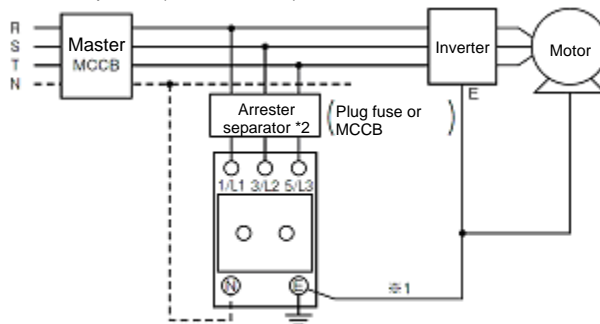 R
S
T
N
Master
MCCB
Inverter
Motor
E
Arrester
separator *2
(Plug fuse or
MCCB)
1/L1 3/L2 5/L3
N
E
※1